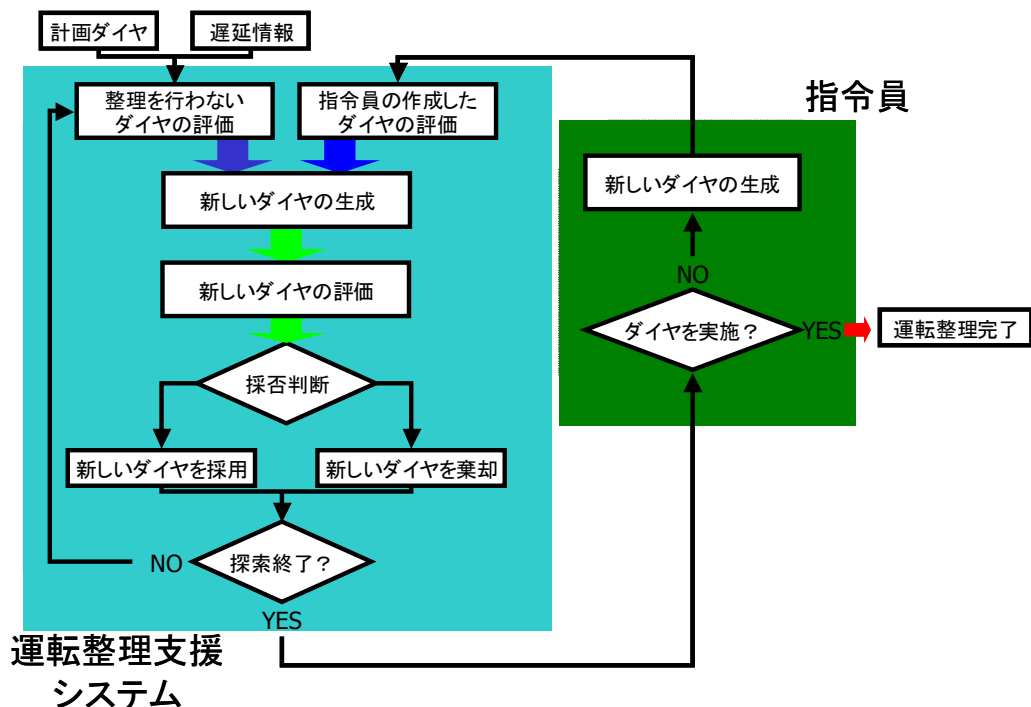 計画ダイヤ
遅延情報
整理を行わない
ダイヤの評価
指令員の作成した
ダイヤの評価
新しいダイヤの生成
新しいダイヤの評価
採否判断
新しいダイヤを採用
新しいダイヤを棄却
探索終了?
NO
YES
運転整理支援
システム
指令員
新しいダイヤの生成
NO
ダイヤを実施?
YES
運転整理完了